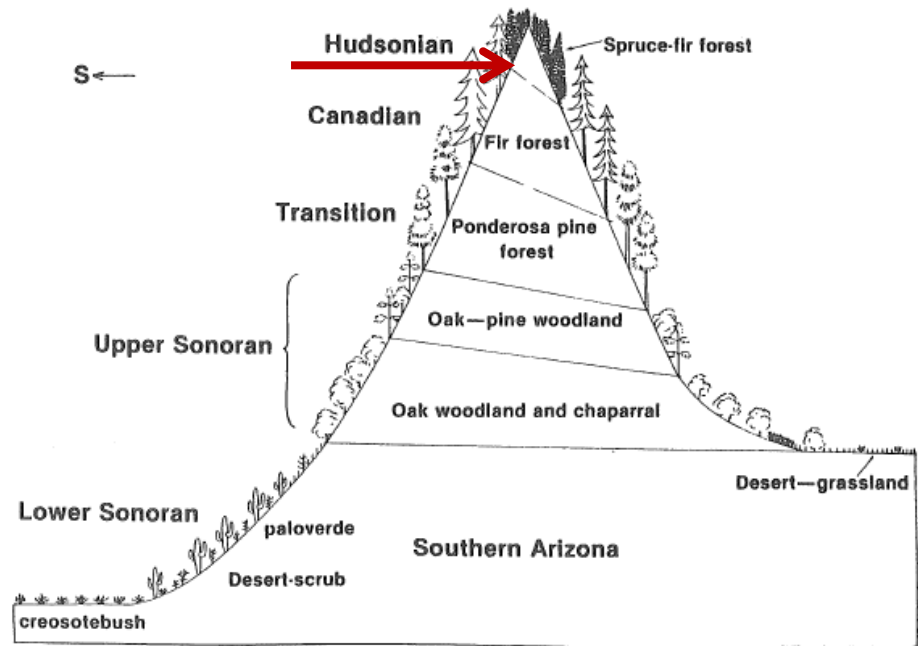 Hudsonian
Spruce-fir forest
S
Canadian
Fir forest
Transition
Ponderosa pine
forest
Oak—pine woodland
Upper Sonoran
Oak woodland and chaparral
Desert—grassland
Lower Sonoran
paloverde
Southern Arizona
Desert-scrub
creosotebush